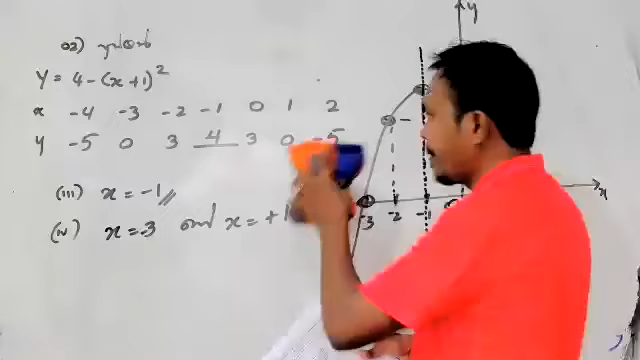 02)
y = 4 - (x + 1)²
x -4 -3 -2 -1 0 1 2
y -5 0 3 4 3 0 -5
(iii) x = -1
(iv) x = -3 x = +1
y
x
-3 -2 -1